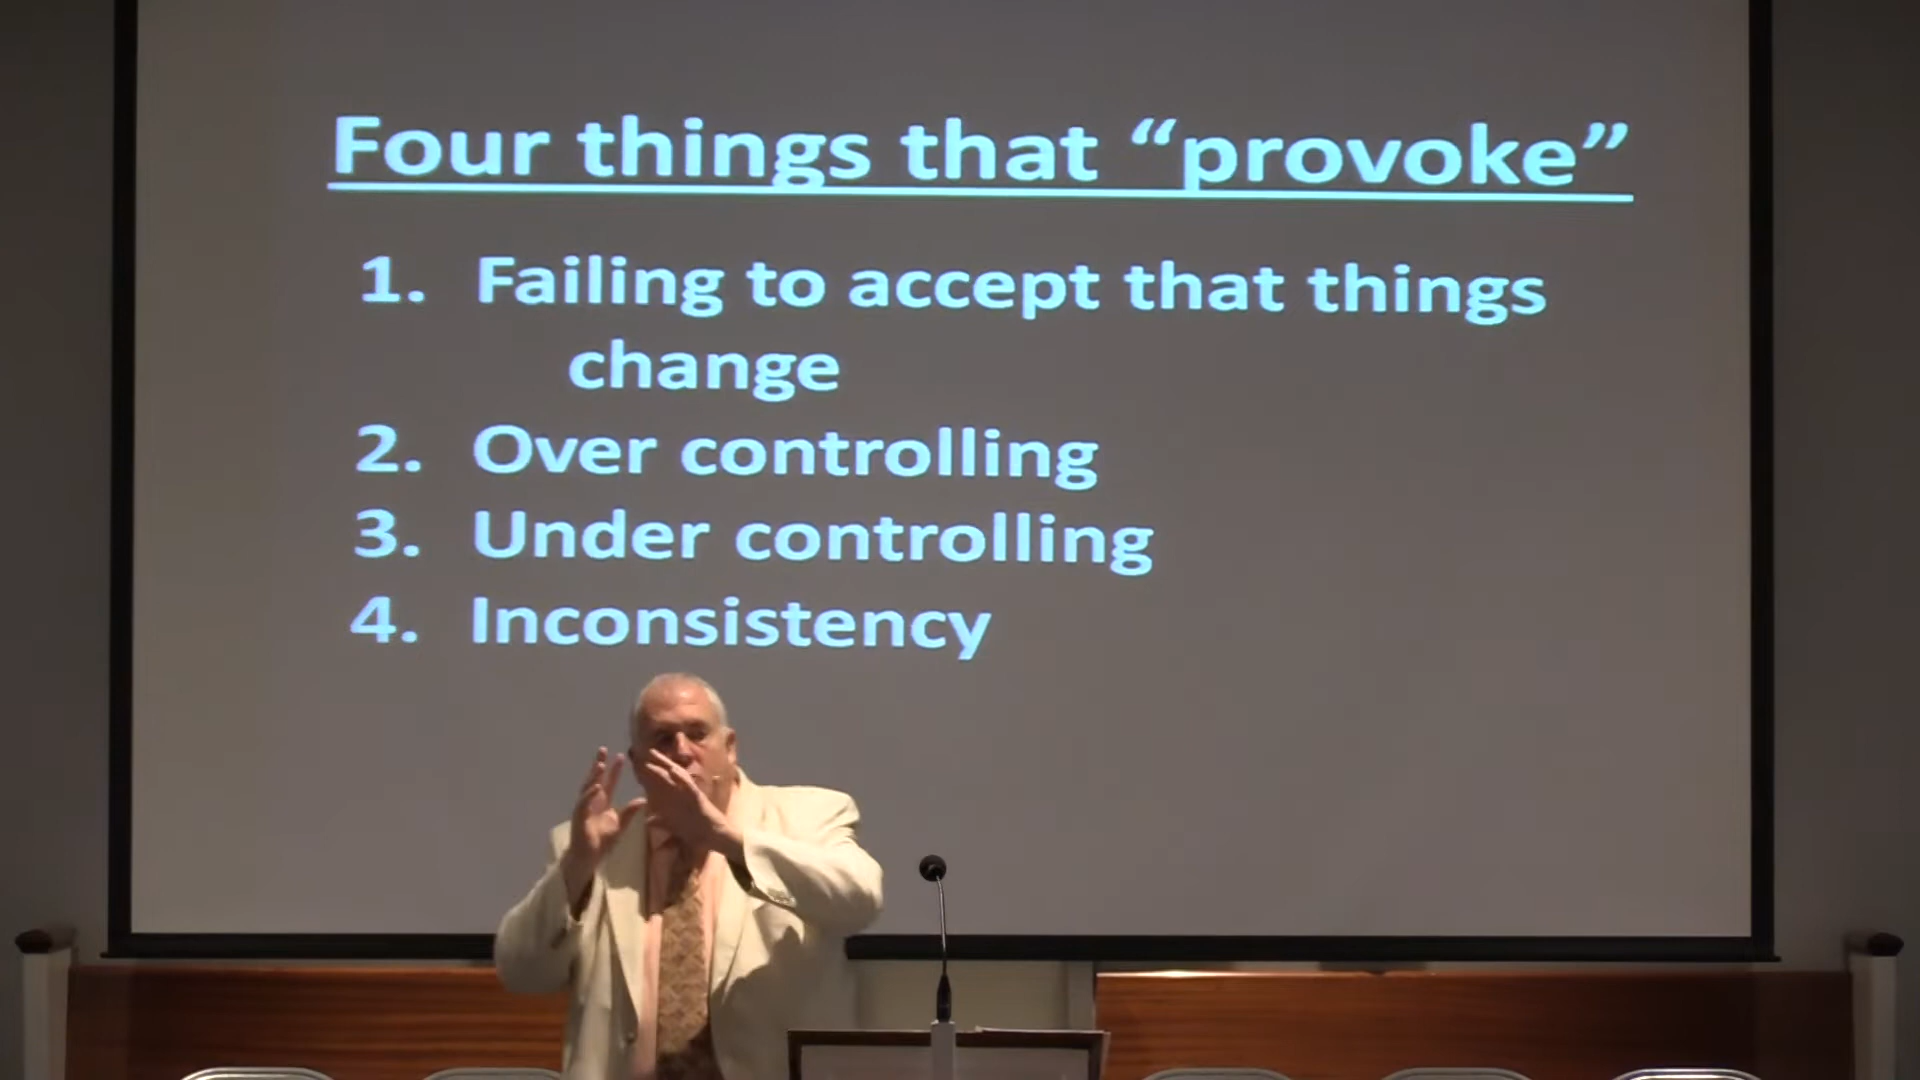 Four things that “provoke”
1. Failing to accept that things
change
2. Over controlling
3. Under controlling
4. Inconsistency